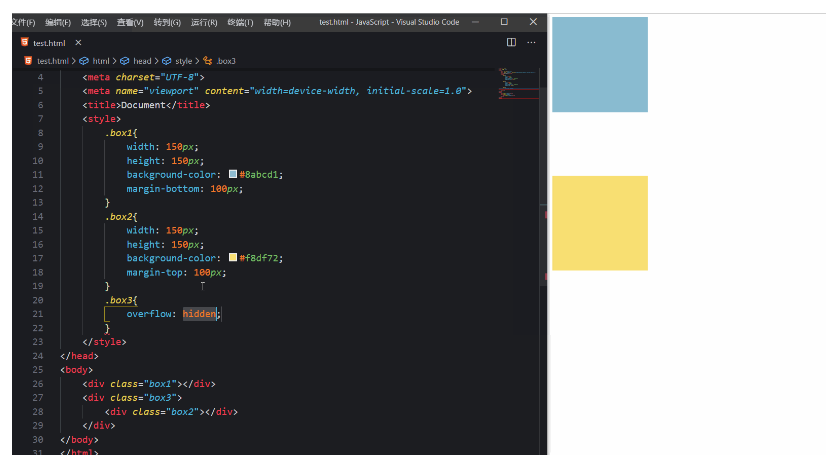 文件(F) 编辑(E) 选择(S) 查看(V) 转到(G) 运行(R) 终端(T) 帮助(H) test.html - JavaScript - Visual Studio Code
test.html
test.html > html > head > style > .box3
4 <meta charset="UTF-8">
5 <meta name="viewport" content="width=device-width, initial-scale=1.0">
6 <title>Document</title>
7 <style>
8 .box1{
9 width: 150px;
10 height: 150px;
11 background-color: #8abcd1;
12 margin-bottom: 100px;
13 }
14 .box2{
15 width: 150px;
16 height: 150px;
17 background-color: #f8df72;
18 margin-top: 100px;
19 }
20 .box3{
21 overflow: hidden;
22 }
23 </style>
24 </head>
25 <body>
26 <div class="box1"></div>
27 <div class="box3">
28 <div class="box2"></div>
29 </div>
30 </body>
31 </html>